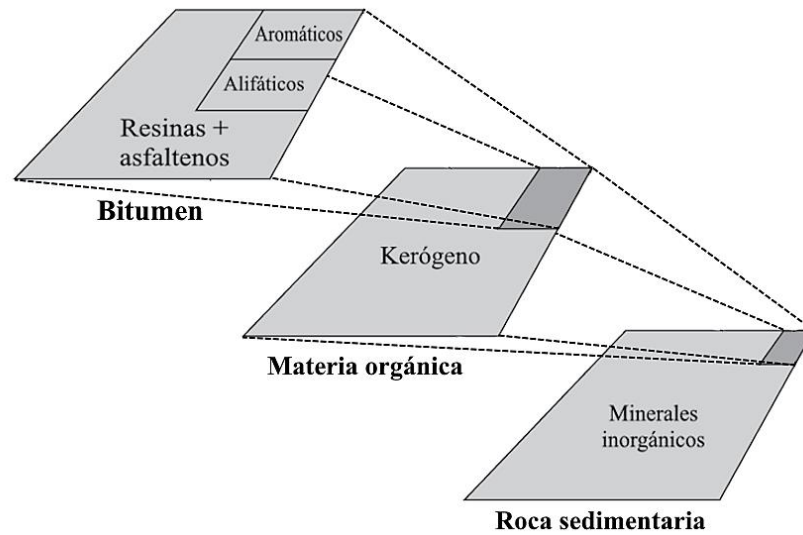 Aromáticos
Alifáticos
Resinas +
asfaltenos
Bitumen
Kerógeno
Materia orgánica
Minerales
inorgánicos
Roca sedimentaria